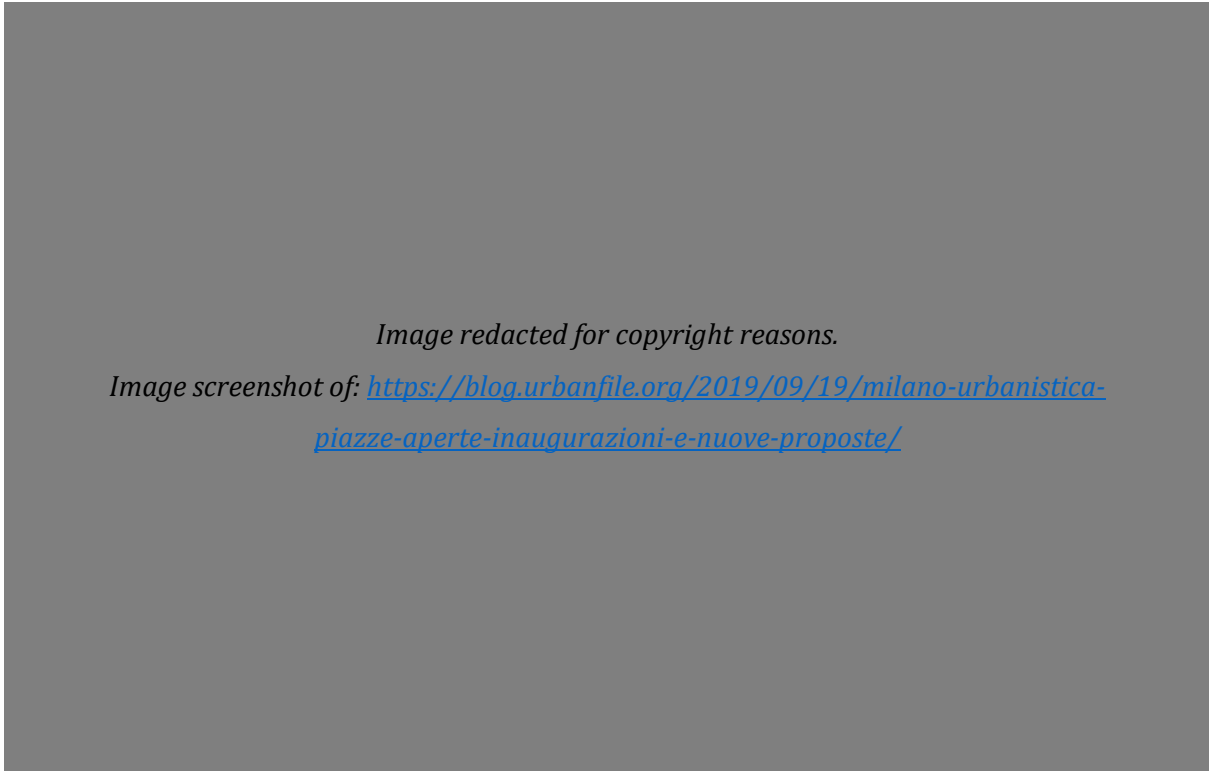 Image redacted for copyright reasons.
Image screenshot of: https://blog.urbanfile.org/2019/09/19/milano-urbanistica-
piazze-aperte-inaugurazioni-e-nuove-proposte/